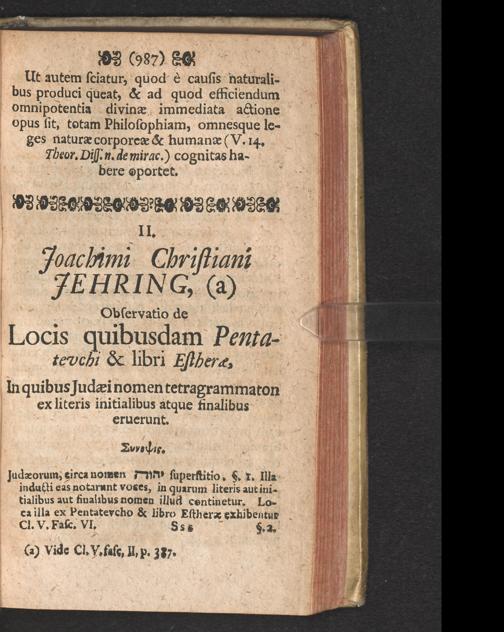 (987)
Ut autem ſciatur, quod è cauſis naturali-
bus produci queat, & ad quod efficiendum
omnipotentia divinæ immediata actione
opus ſit, totam Philoſophiam, omnesque le-
ges naturæ corporeæ & humanæ (V. 14.
Theor. Diſſ. n. de mirac.) cognitas ha-
bere oportet.
II.
Joachimi Chriſtiani
JEHRING, (a)
Obſervatio de
Locis quibusdam Penta-
tevchi & libri Eſtheræ,
In quibus Judæi nomen tetragrammaton
ex literis initialibus atque finalibus
eruerunt.
Συνοψις.
Judæorum, circa nomen יהוה ſuperſtitio. §. 1. Illa
inducti eas notarunt voces, in quarum literis aut ini-
tialibus aut finalibus nomen illud continetur. Lo-
ca illa ex Pentatevcho & libro Eſtheræ exhibentur
Cl. V. Faſc. VI. Sss §. 2.
(a) Vide Cl. V. faſc. II, p. 387.